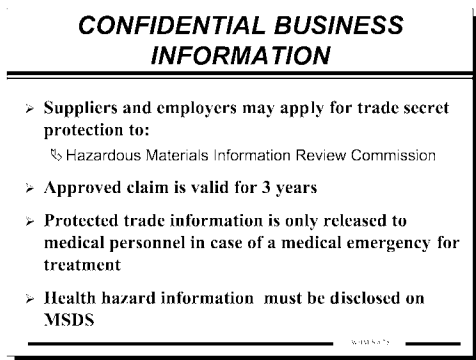 CONFIDENTIAL BUSINESS
INFORMATION
➢ Suppliers and employers may apply for trade secret
protection to:
Hazardous Materials Information Review Commission
➢ Approved claim is valid for 3 years
➢ Protected trade information is only released to
medical personnel in case of a medical emergency for
treatment
➢ Health hazard information must be disclosed on
MSDS